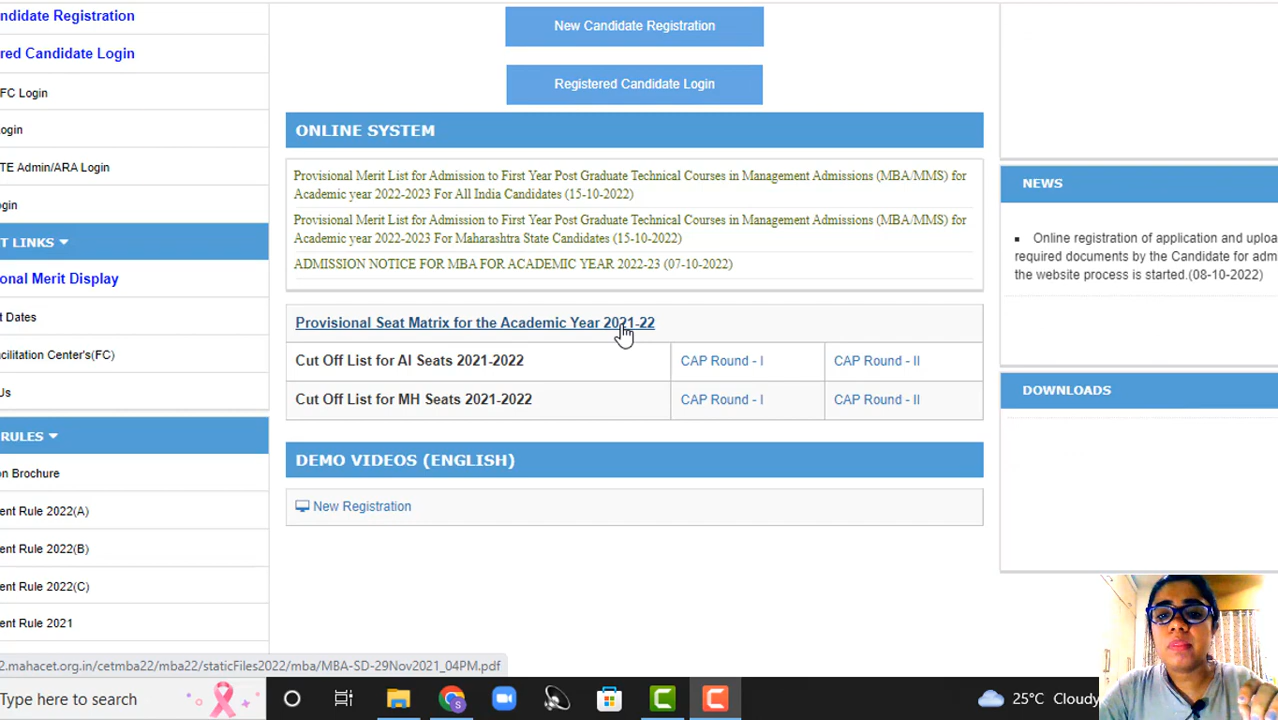 ndidate Registration
red Candidate Login
FC Login
ogin
TE Admin/ARA Login
gin
T LINKS
onal Merit Display
t Dates
cilitation Center's(FC)
Us
RULES
on Brochure
ent Rule 2022(A)
ent Rule 2022(B)
ent Rule 2022(C)
ent Rule 2021
New Candidate Registration
Registered Candidate Login
ONLINE SYSTEM
Provisional Merit List for Admission to First Year Post Graduate Technical Courses in Management Admissions (MBA/MMS) for
Academic year 2022-2023 For All India Candidates (15-10-2022)
Provisional Merit List for Admission to First Year Post Graduate Technical Courses in Management Admissions (MBA/MMS) for
Academic year 2022-2023 For Maharashtra State Candidates (15-10-2022)
ADMISSION NOTICE FOR MBA FOR ACADEMIC YEAR 2022-23 (07-10-2022)
Provisional Seat Matrix for the Academic Year 2021-22
Cut Off List for AI Seats 2021-2022 CAP Round - I CAP Round - II
Cut Off List for MH Seats 2021-2022 CAP Round - I CAP Round - II
DEMO VIDEOS (ENGLISH)
New Registration
NEWS
Online registration of application and uploa
required documents by the Candidate for adm
the website process is started.(08-10-2022)
DOWNLOADS
2.mahacet.org.in/cetmba22/mba22/staticFiles2022/mba/MBA-SD-29Nov2021_04PM.pdf
Type here to search
25°C Cloudy